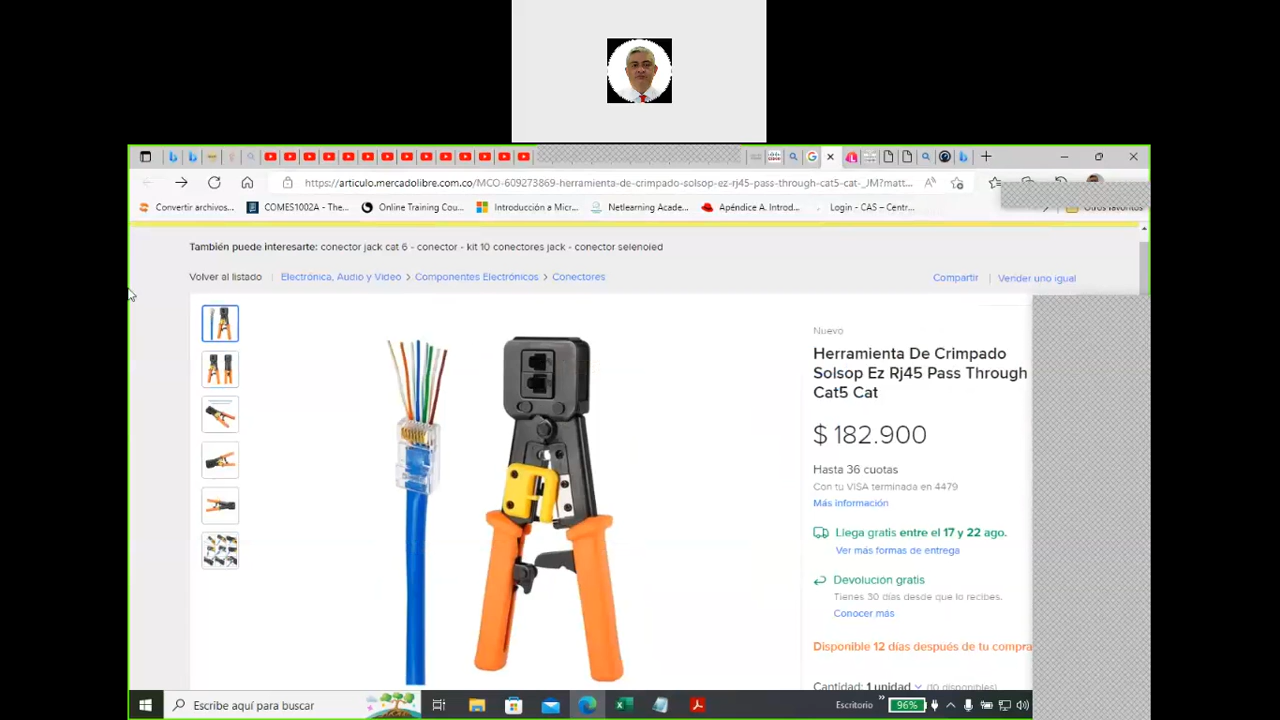 https://articulo.mercadolibre.com.co/MCO-609273869-herramienta-de-crimpado-solsop-ez-rj45-pass-through-cat5-cat-_JM?matt...
Convertir archivos...
COMES1002A - The...
Online Training Cou...
Introducción a Micr...
Netlearning Acade...
Apéndice A. Introd...
Login - CAS – Centr...
Otros favoritos
También puede interesarte: conector jack cat 6 - conector - kit 10 conectores jack - conector selenoied
Volver al listado
Electrónica, Audio y Video > Componentes Electrónicos > Conectores
Compartir
Vender uno igual
Nuevo
Herramienta De Crimpado
Solsop Ez Rj45 Pass Through
Cat5 Cat
$ 182.900
Hasta 36 cuotas
Con tu VISA terminada en 4479
Más información
Llega gratis entre el 17 y 22 ago.
Ver más formas de entrega
Devolución gratis
Tienes 30 días desde que lo recibes.
Conocer más
Disponible 12 días después de tu compra
Cantidad: 1 unidad (10 disponibles)
Escribe aquí para buscar
Escritorio
96%